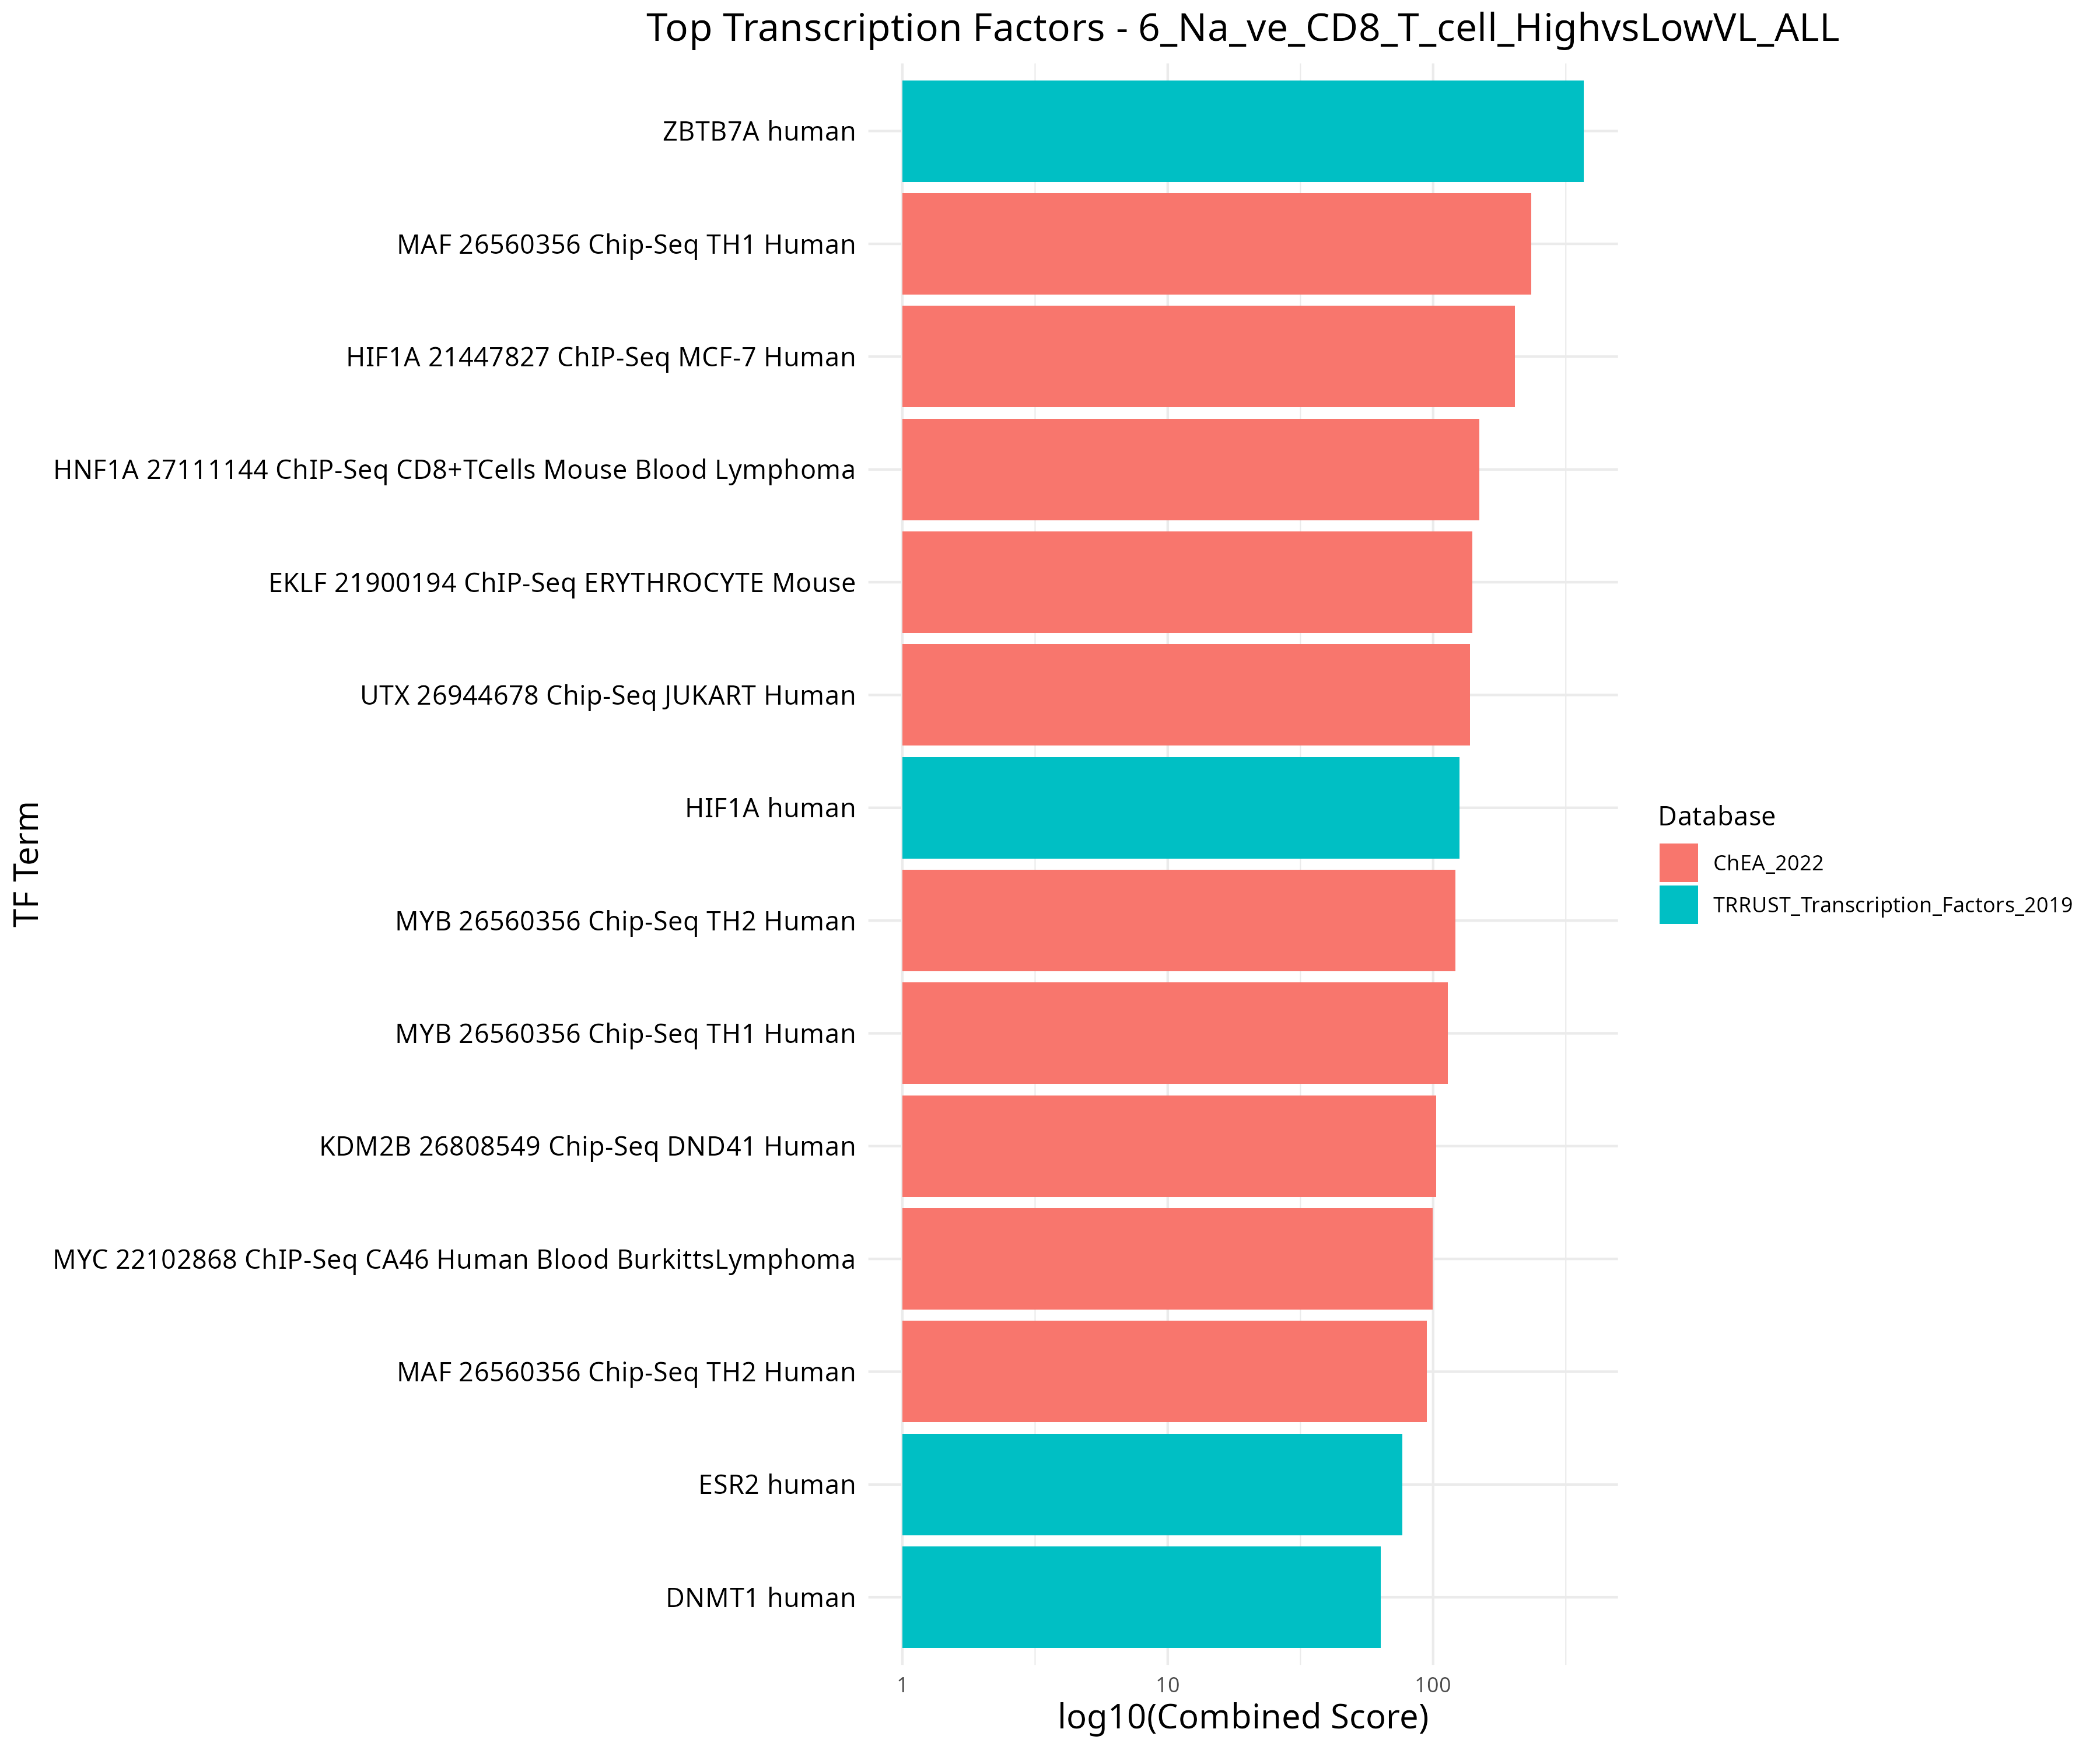 Top Transcription Factors - 6_Na_ve_CD8_T_cell_HighvsLowVL_ALL
TF Term
ZBTB7A human
MAF 26560356 Chip-Seq TH1 Human
HIF1A 21447827 ChIP-Seq MCF-7 Human
HNF1A 27111144 ChIP-Seq CD8+TCells Mouse Blood Lymphoma
EKLF 21900194 ChIP-Seq ERYTHROCYTE Mouse
UTX 26944678 Chip-Seq JUKART Human
HIF1A human
MYB 26560356 Chip-Seq TH2 Human
MYB 26560356 Chip-Seq TH1 Human
KDM2B 26808549 Chip-Seq DND41 Human
MYC 22102868 ChIP-Seq CA46 Human Blood BurkittsLymphoma
MAF 26560356 Chip-Seq TH2 Human
ESR2 human
DNMT1 human
1 10 100
log10(Combined Score)
Database
ChEA_2022
TRRUST_Transcription_Factors_2019